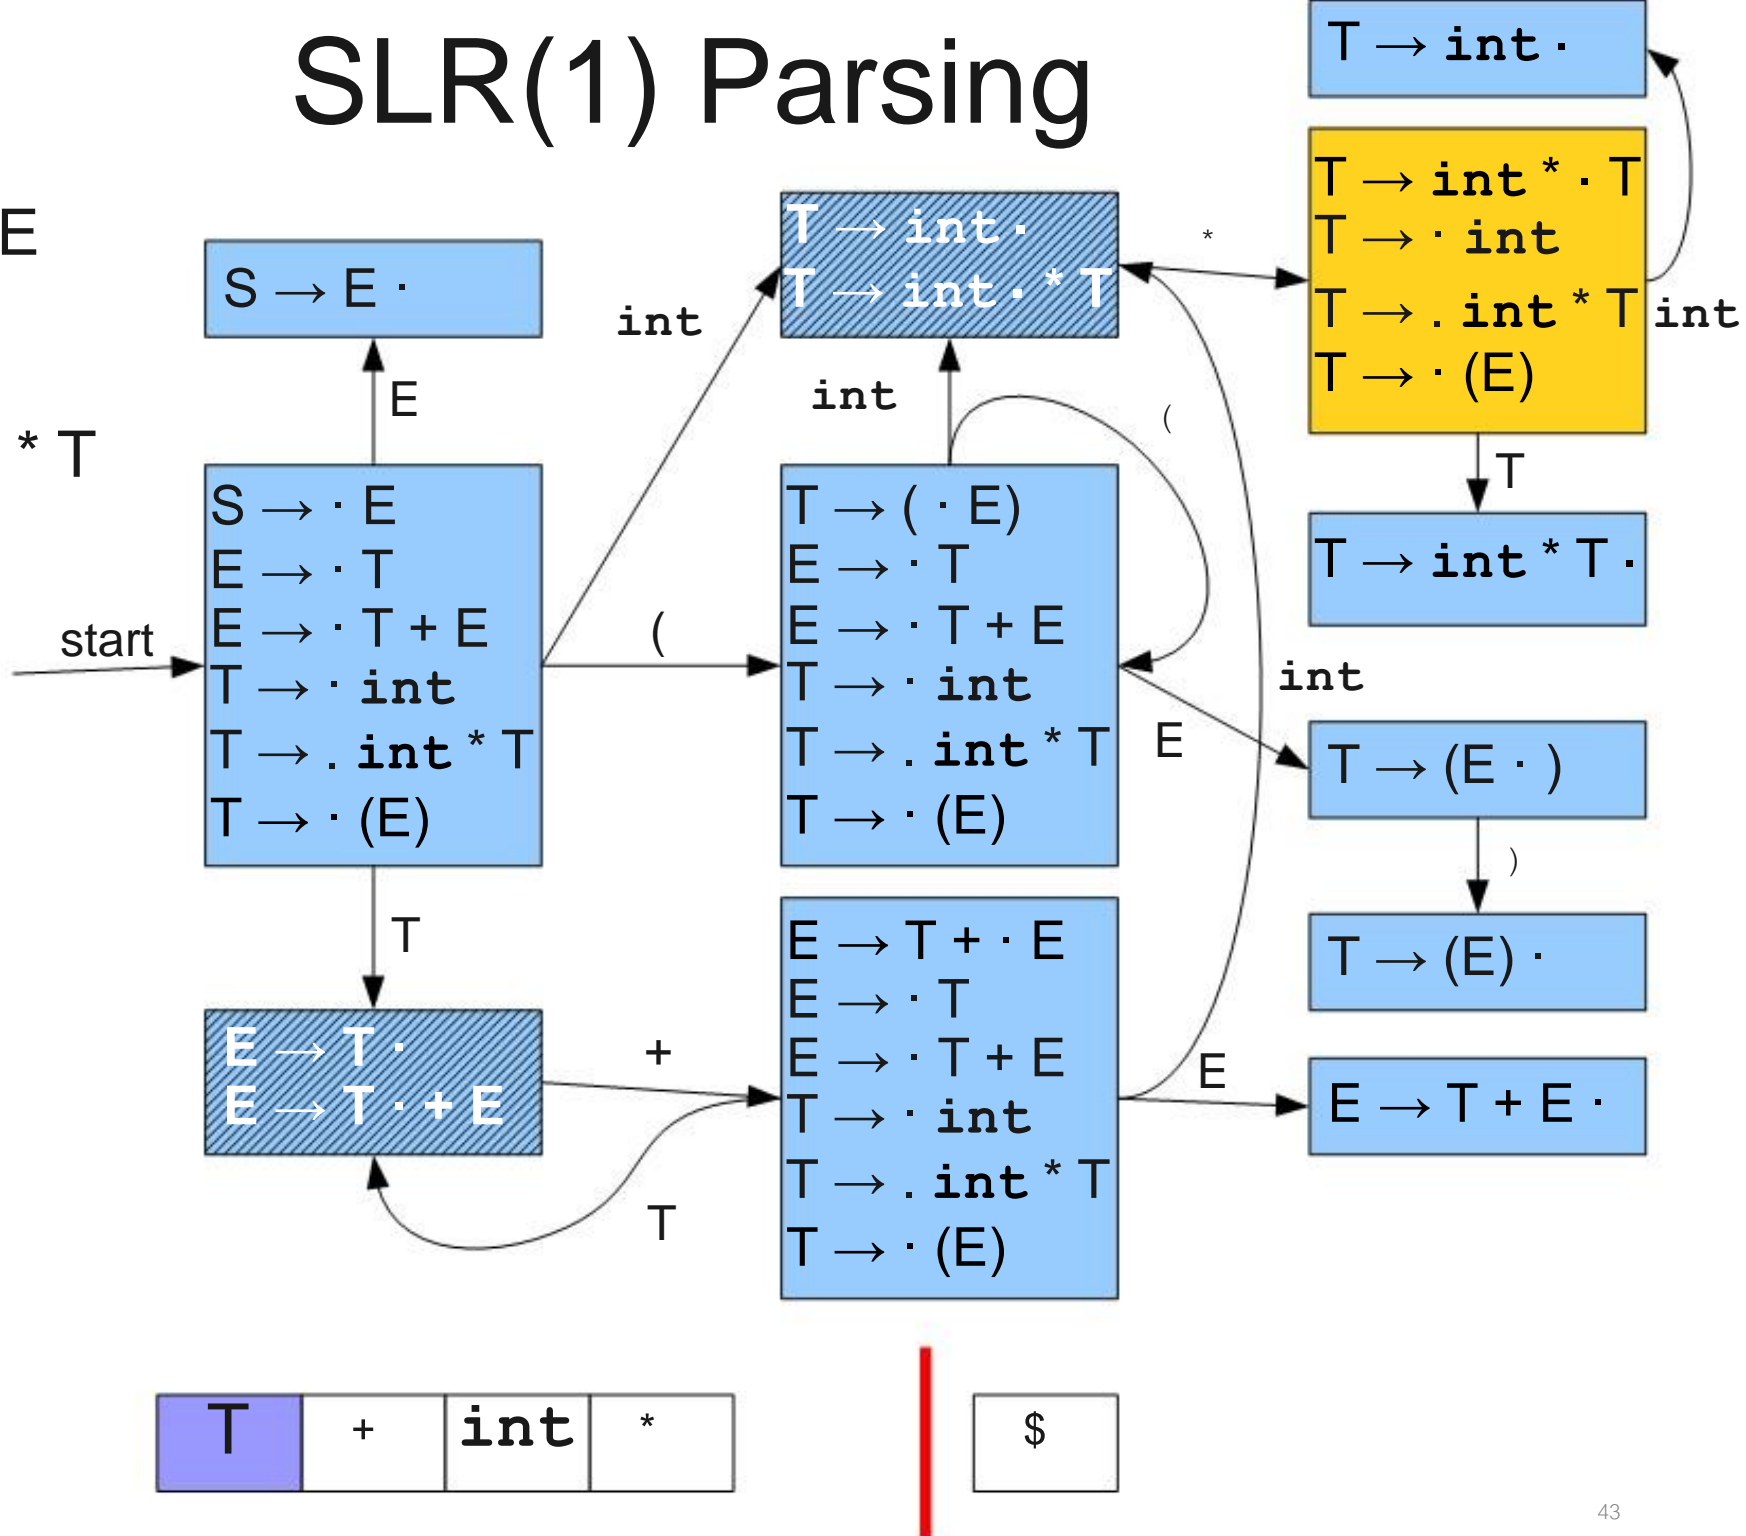 SLR(1) Parsing
E
* T
T → int ·
T → int * · T
T → · int
T → . int * T
T → · (E)
int
T
T → int * T ·
T → int ·
T → int · * T
*
int
int
(
S → E ·
E
start
S → · E
E → · T
E → · T + E
T → · int
T → . int * T
T → · (E)
(
T → ( · E)
E → · T
E → · T + E
T → · int
T → . int * T
T → · (E)
int
E
T → (E · )
)
T → (E) ·
T
E → T ·
E → T · + E
+
T
E → T + · E
E → · T
E → · T + E
T → · int
T → . int * T
T → · (E)
E
E → T + E ·
T + int * $
43